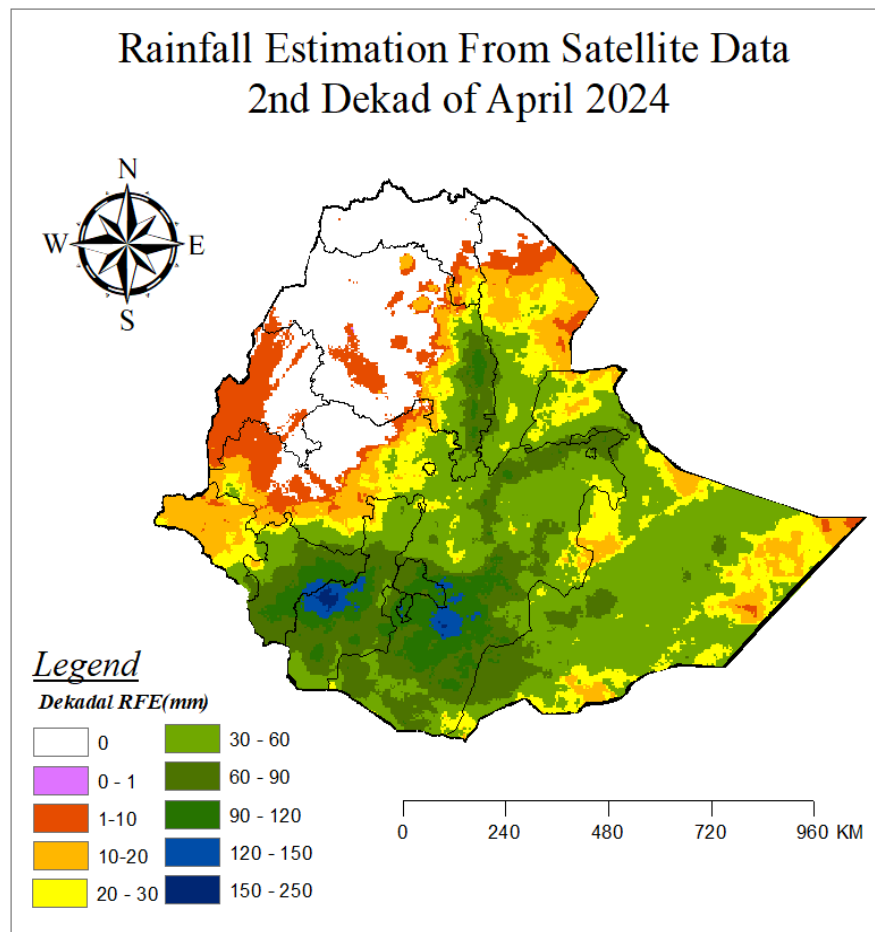 Rainfall Estimation From Satellite Data
2nd Dekad of April 2024
N
W
E
S
Legend
Dekadal RFE(mm)
0
0 - 1
1-10
10-20
20 - 30
30 - 60
60 - 90
90 - 120
120 - 150
150 - 250
0 240 480 720 960 KM